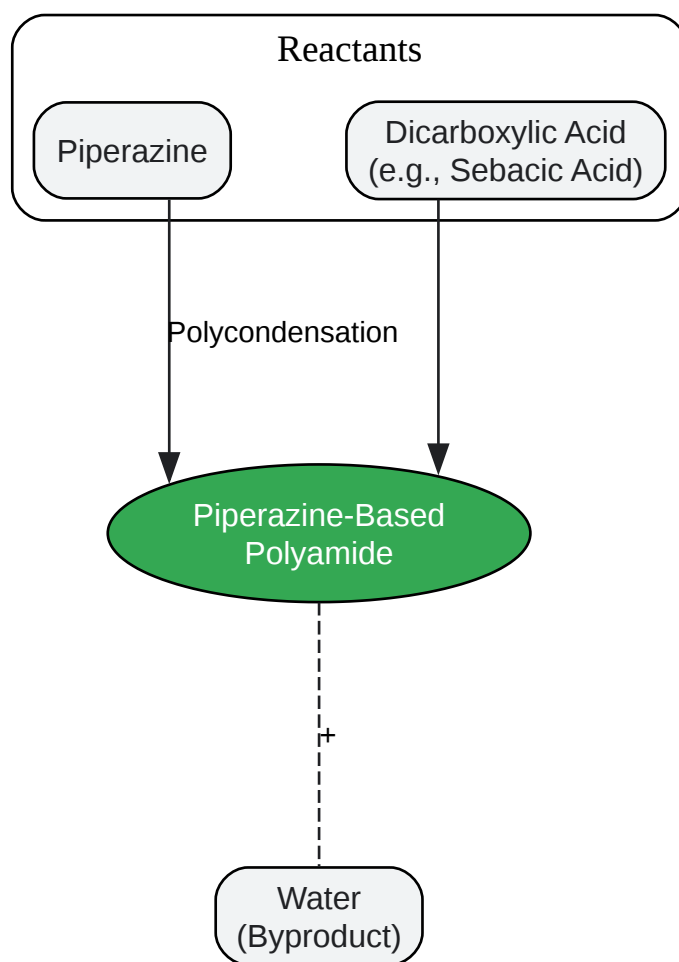 Reactants
Piperazine
Dicarboxylic Acid
(e.g., Sebacic Acid)
Polycondensation
Piperazine-Based
Polyamide
+
Water
(Byproduct)